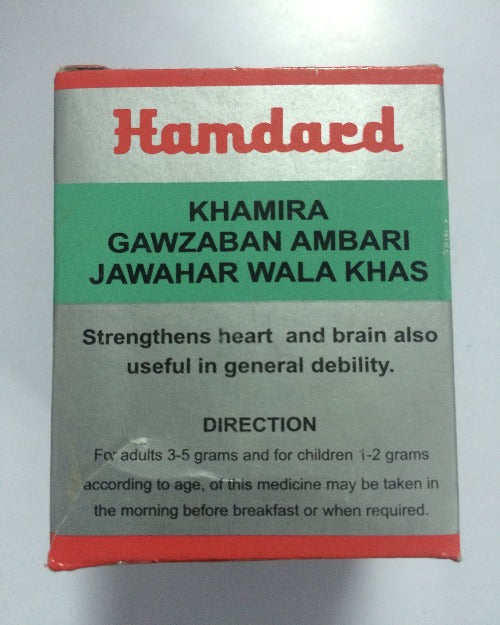 Hamdard
KHAMIRA
GAWZABAN AMBARI
JAWAHAR WALA KHAS
Strengthens heart and brain also
useful in general debility.
DIRECTION
For adults 3-5 grams and for children 1-2 grams
according to age, of this medicine may be taken in
the morning before breakfast or when required.